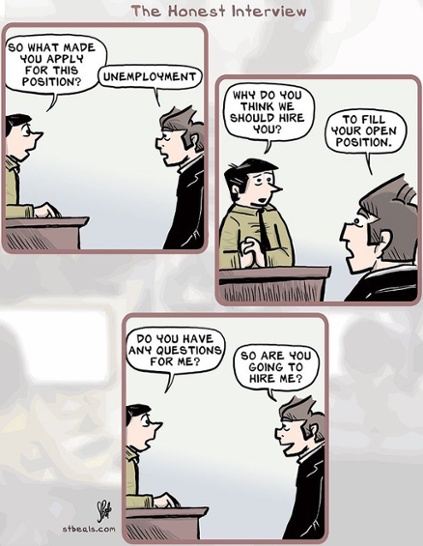 The Honest Interview
SO WHAT MADE
YOU APPLY
FOR THIS
POSITION?
UNEMPLOYMENT
WHY DO YOU
THINK WE
SHOULD HIRE
YOU?
TO FILL
YOUR OPEN
POSITION.
DO YOU HAVE
ANY QUESTIONS
FOR ME?
SO ARE YOU
GOING TO
HIRE ME?
stbeals.com